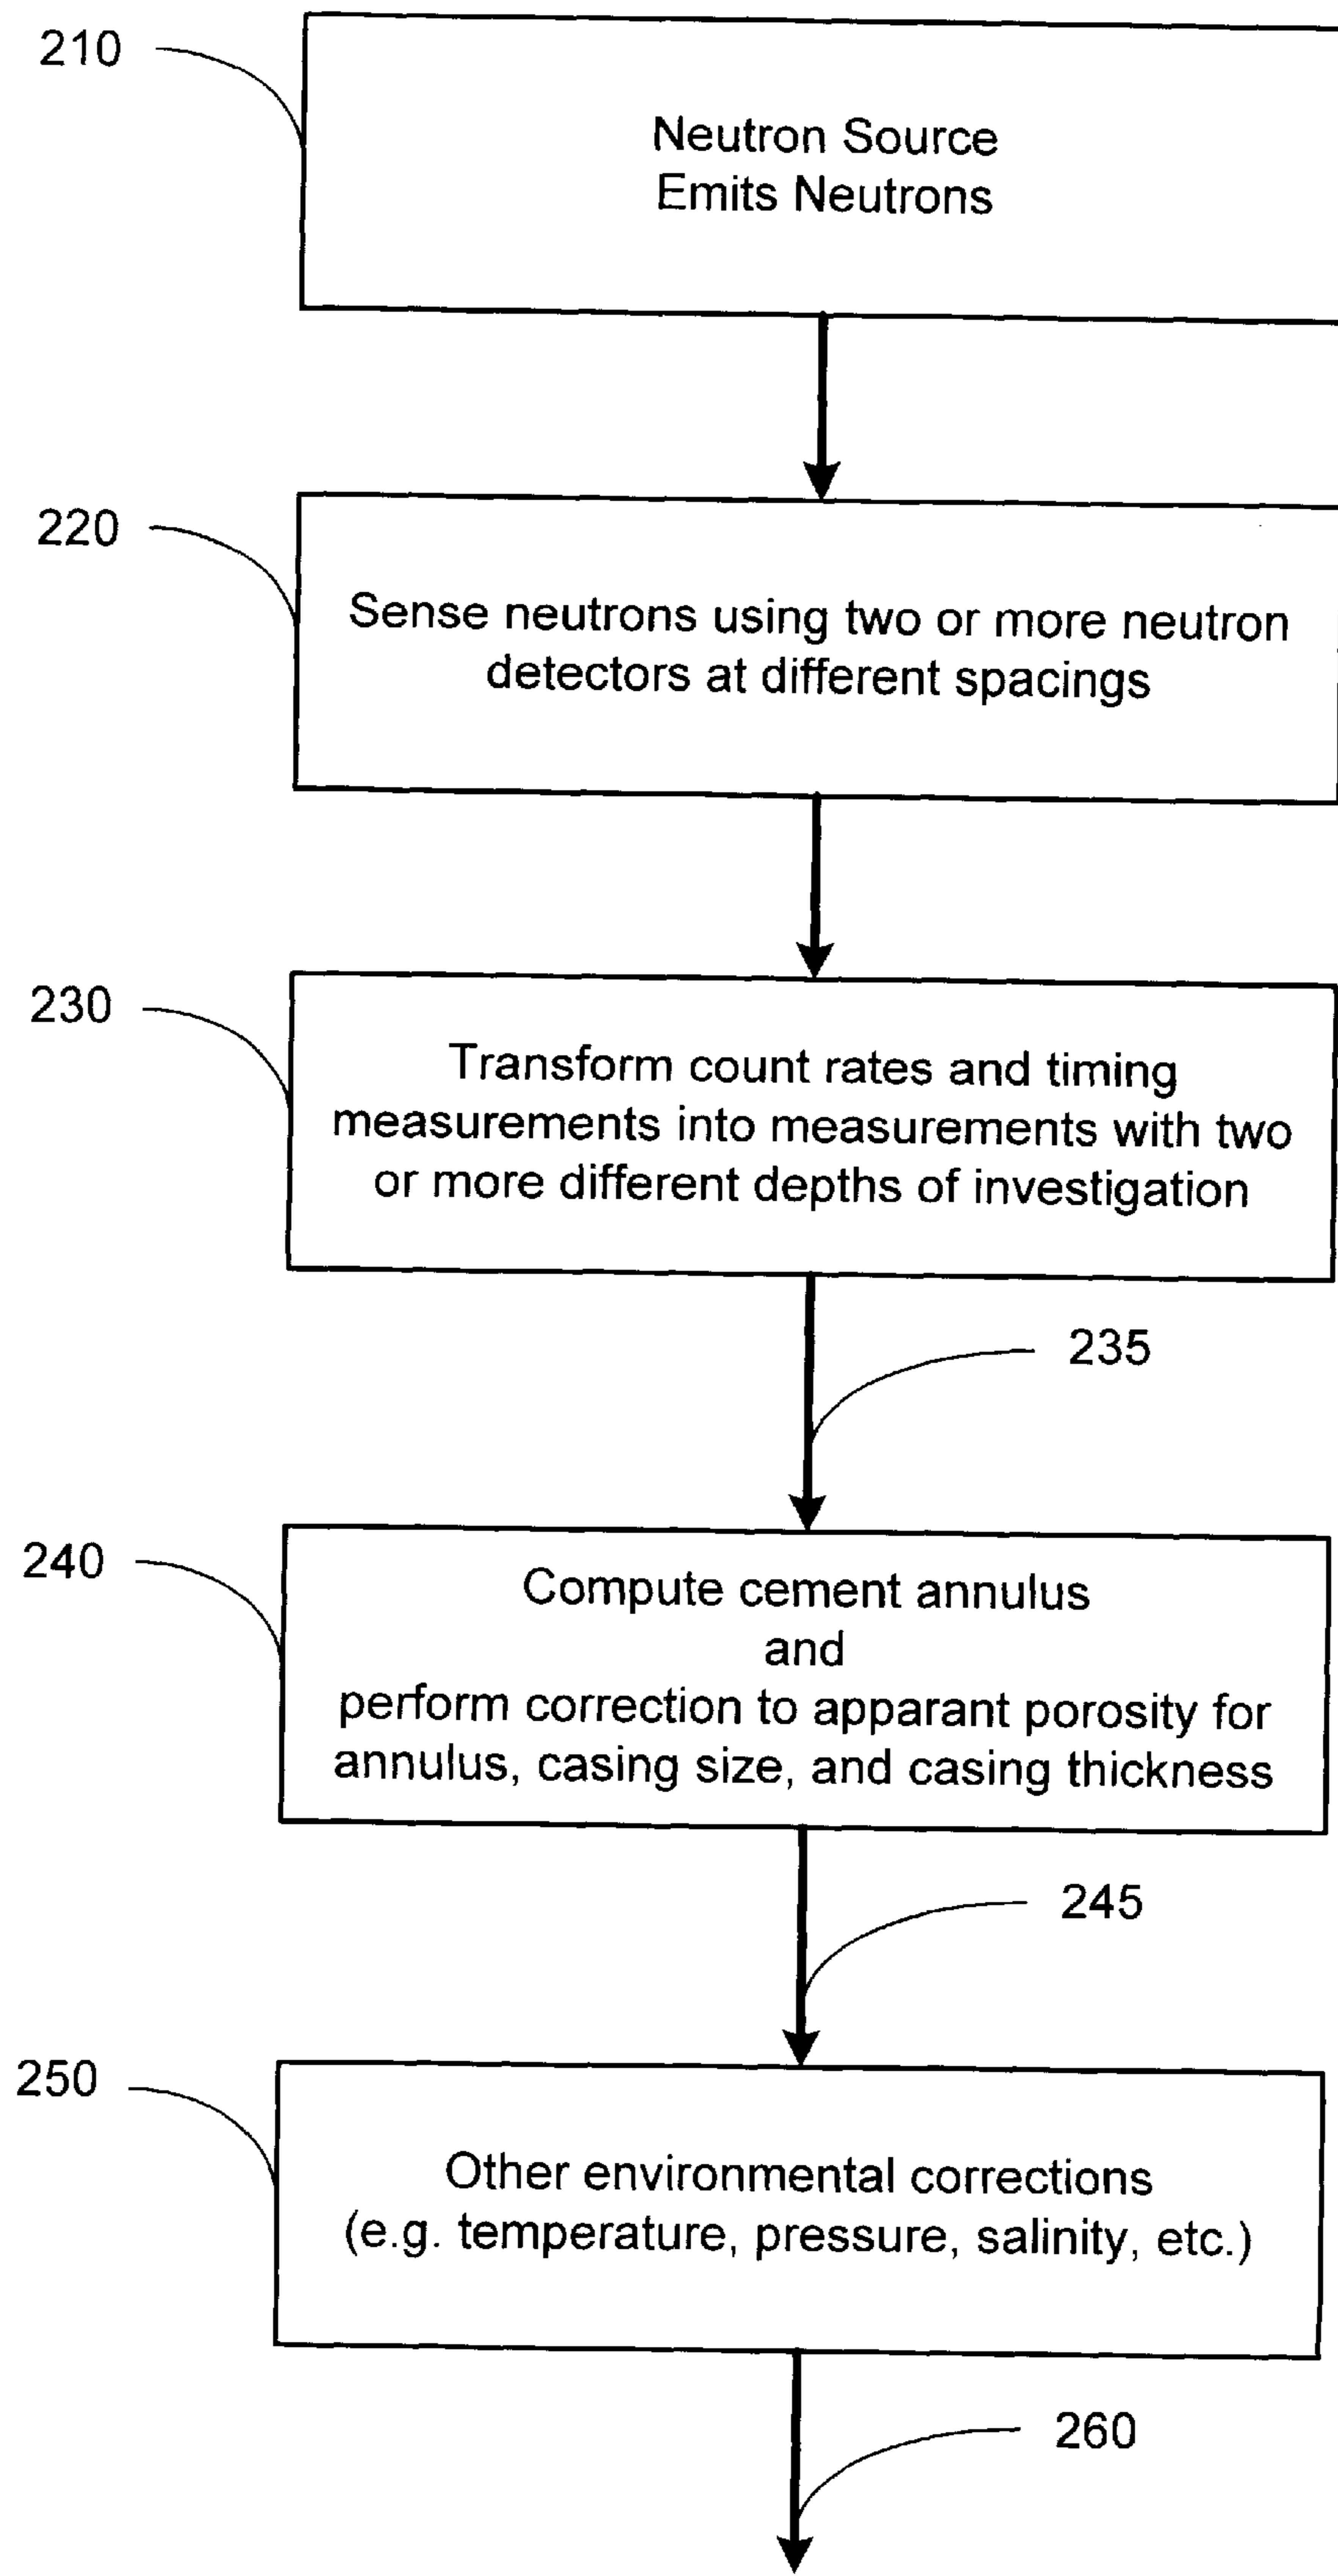 210
Neutron Source
Emits Neutrons
220
Sense neutrons using two or more neutron
detectors at different spacings
230
Transform count rates and timing
measurements into measurements with two
or more different depths of investigation
235
240
Compute cement annulus
and
perform correction to apparant porosity for
annulus, casing size, and casing thickness
245
250
Other environmental corrections
(e.g. temperature, pressure, salinity, etc.)
260